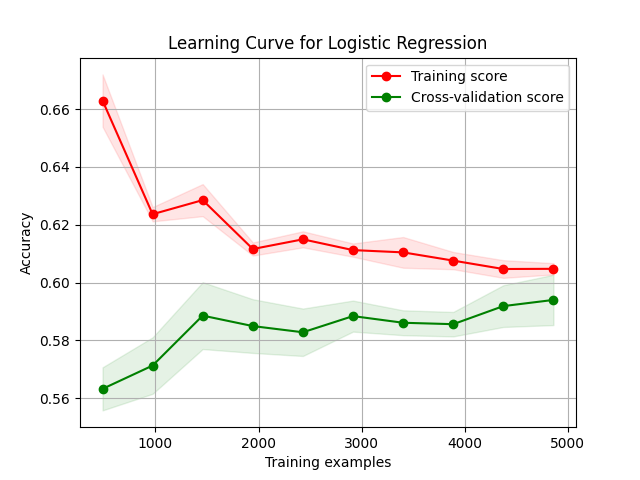 Learning Curve for Logistic Regression
Training score
Cross-validation score
0.66
0.64
0.62
0.60
0.58
0.56
Accuracy
1000 2000 3000 4000 5000
Training examples